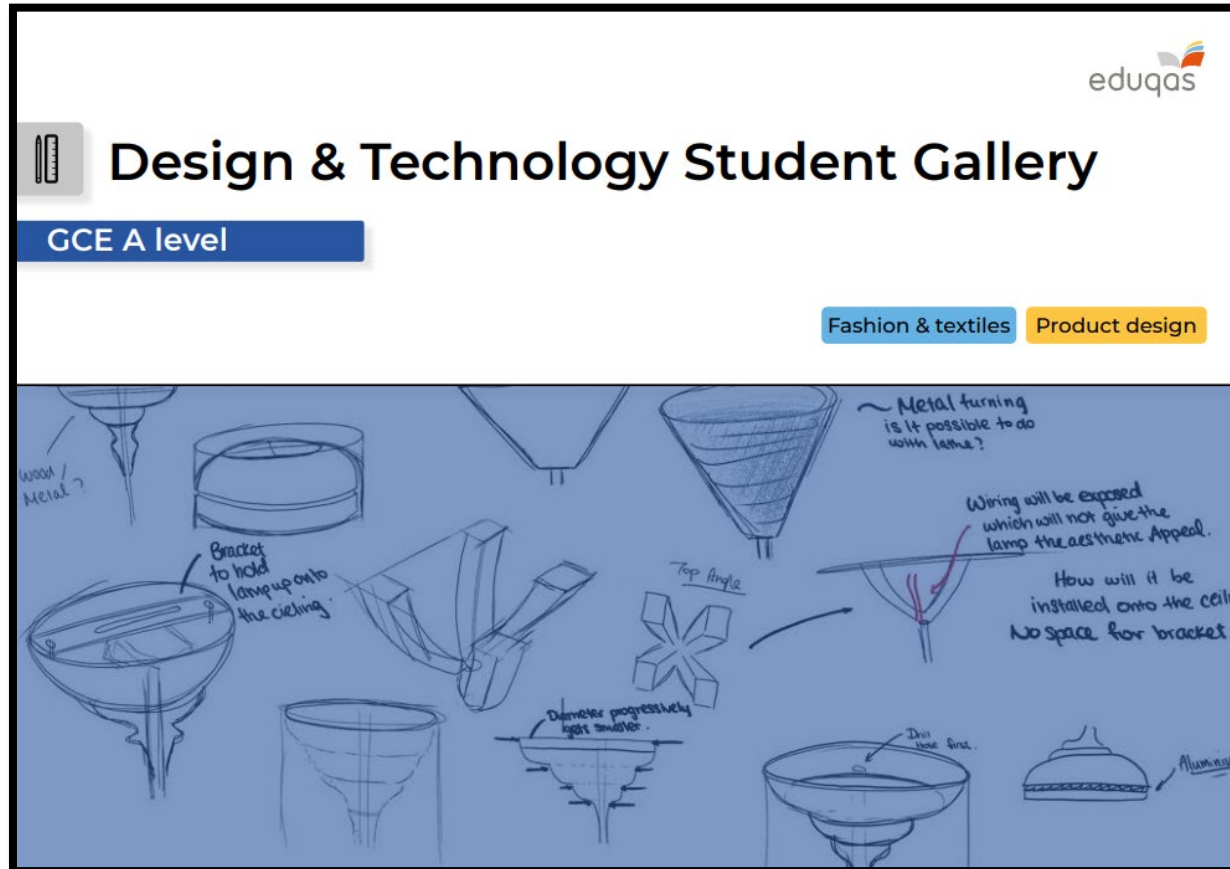 eduqas
Design & Technology Student Gallery
GCE A level
Fashion & textiles
Product design
Wood /
Metal?
Metal turning
is it possible to do
with lathe?
Wiring will be exposed
which will not give the
lamp the aesthetic Appeal.
Bracket
to hold
lamp up onto
the cieling.
Top Angle
How will it be
installed onto the ceil
No space for bracket
Diameter progressively
gets smaller.
Drill
Hole first.
Aluminiu